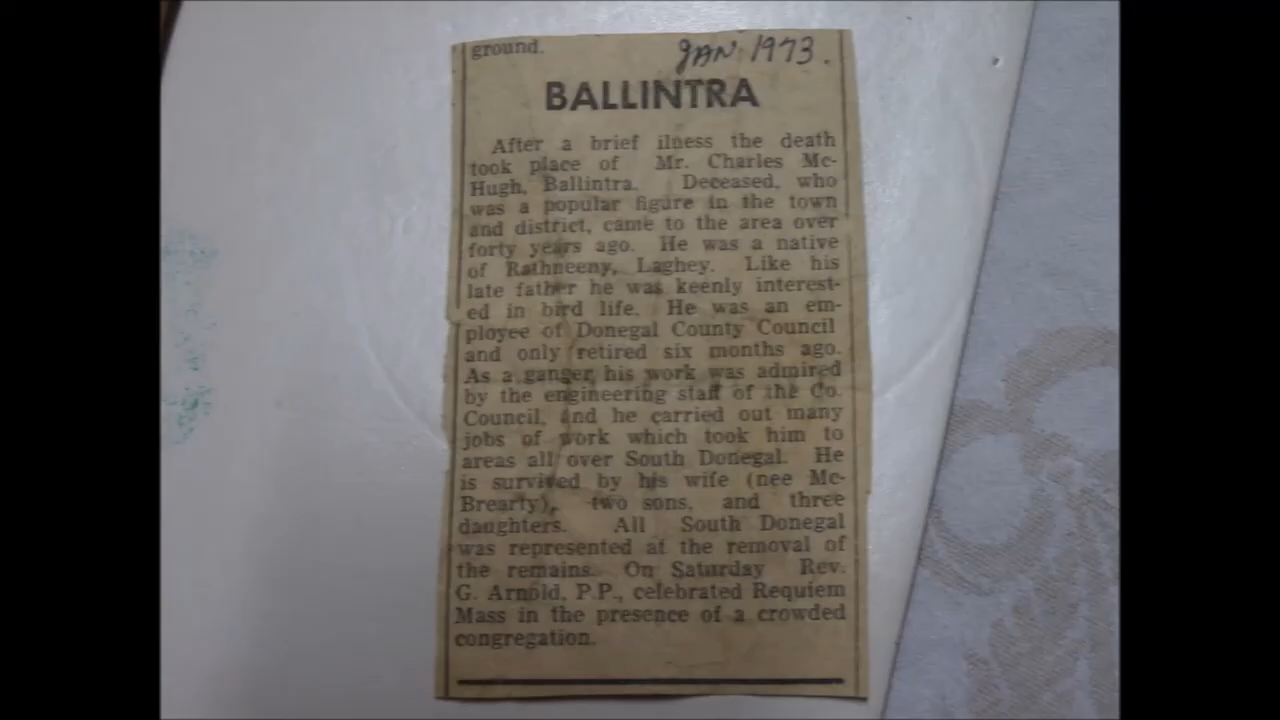 ground.
JAN 1973.
BALLINTRA
After a brief ilness the death
took place of Mr. Charles Mc-
Hugh, Ballintra. Deceased, who
was a popular figure in the town
and district, came to the area over
forty years ago. He was a native
of Rathneeny, Laghey. Like his
late father he was keenly interest-
ed in bird life. He was an em-
ployee of Donegal County Council
and only retired six months ago.
As a ganger his work was admired
by the engineering staff of the Co.
Council, and he carried out many
jobs of work which took him to
areas all over South Donegal. He
is survived by his wife (nee Mc-
Brearty), two sons, and three
daughters. All South Donegal
was represented at the removal of
the remains. On Saturday Rev.
G. Arnold, P.P., celebrated Requiem
Mass in the presence of a crowded
congregation.